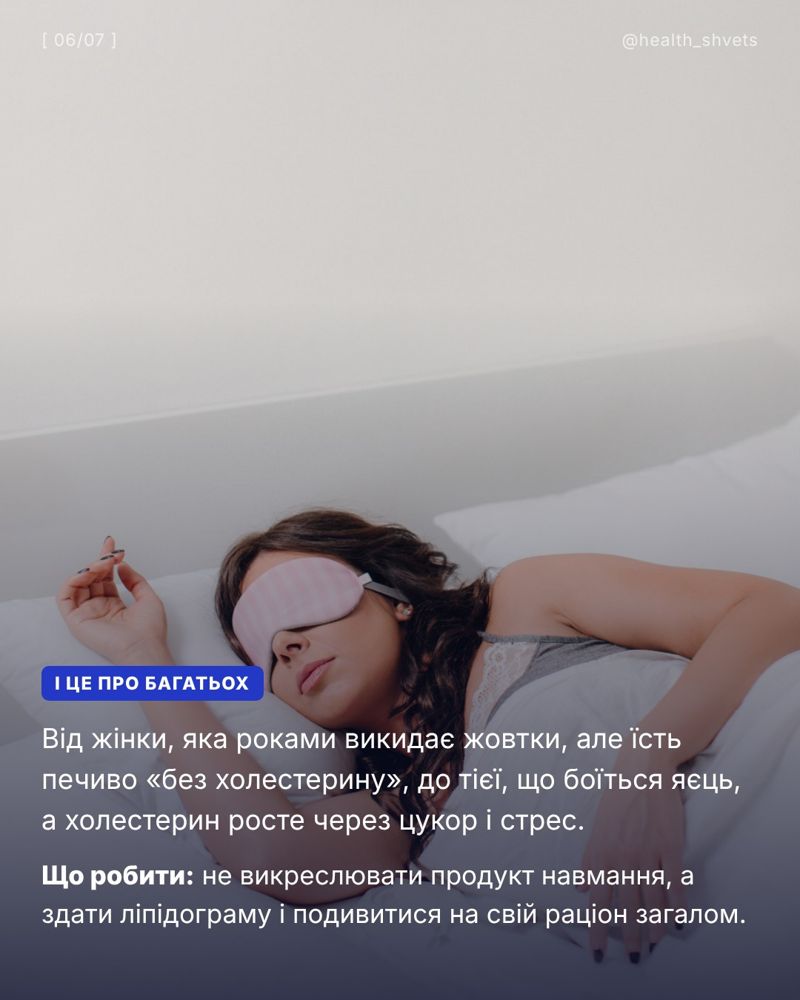 [ 06/07 ]
@health_shvets
І ЦЕ ПРО БАГАТЬОХ
Від жінки, яка роками викидає жовтки, але їсть
печиво «без холестерину», до тієї, що боїться яєць,
а холестерин росте через цукор і стрес.
Що робити: не викреслювати продукт навмання, а
здати ліпідограму і подивитися на свій раціон загалом.